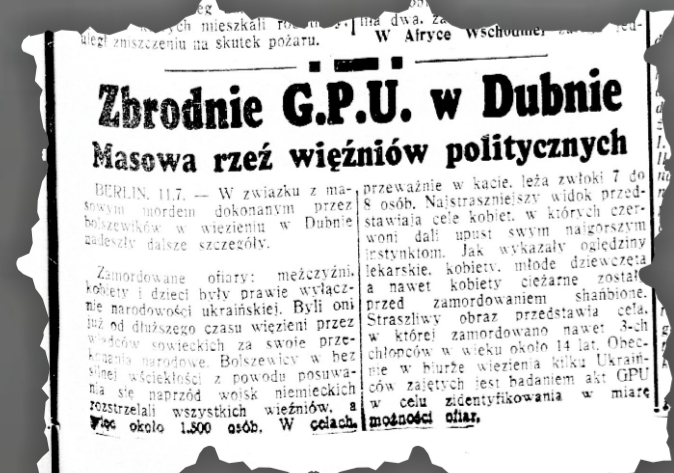 ych mieszkali
uległ zniszczeniu na skutek pożaru.
dwa.
W Afryce Wschodniej
Zbrodnie G.P.U. w Dubnie
Masowa rzeź więźniów politycznych
BERLIN, 11.7. — W związku z ma-
sowym mordem dokonanym przez
bolszewików w więzieniu w Dubnie
nadeszły dalsze szczegóły.
Zamordowane ofiary: mężczyźni,
kobiety i dzieci były prawie wyłącz-
nie narodowości ukraińskiej. Byli oni
już od dłuższego czasu więzieni przez
władców sowieckich za swoje prze-
konania narodowe. Bolszewicy w bez
silnej wściekłości z powodu posuwa-
nia się naprzód wojsk niemieckich
rozstrzelali wszystkich więźniów, a
więc około 1.500 osób. W celach,
przeważnie w kącie, leżą zwłoki 7 do
8 osób. Najstraszniejszy widok przed-
stawiają cele kobiet, w których czer-
woni dali upust swym najgorszym
instynktom. Jak wykazały oględziny
lekarskie, kobiety, młode dziewczęta
a nawet kobiety ciężarne zostały
przed zamordowaniem shańbione.
Straszliwy obraz przedstawia cela,
w której zamordowano nawet 3-ch
chłopców w wieku około 14 lat. Obec-
nie w biurze więzienia kilku Ukraiń-
ców zajętych jest badaniem akt GPU
w celu zidentyfikowania w miarę
możności ofiar.